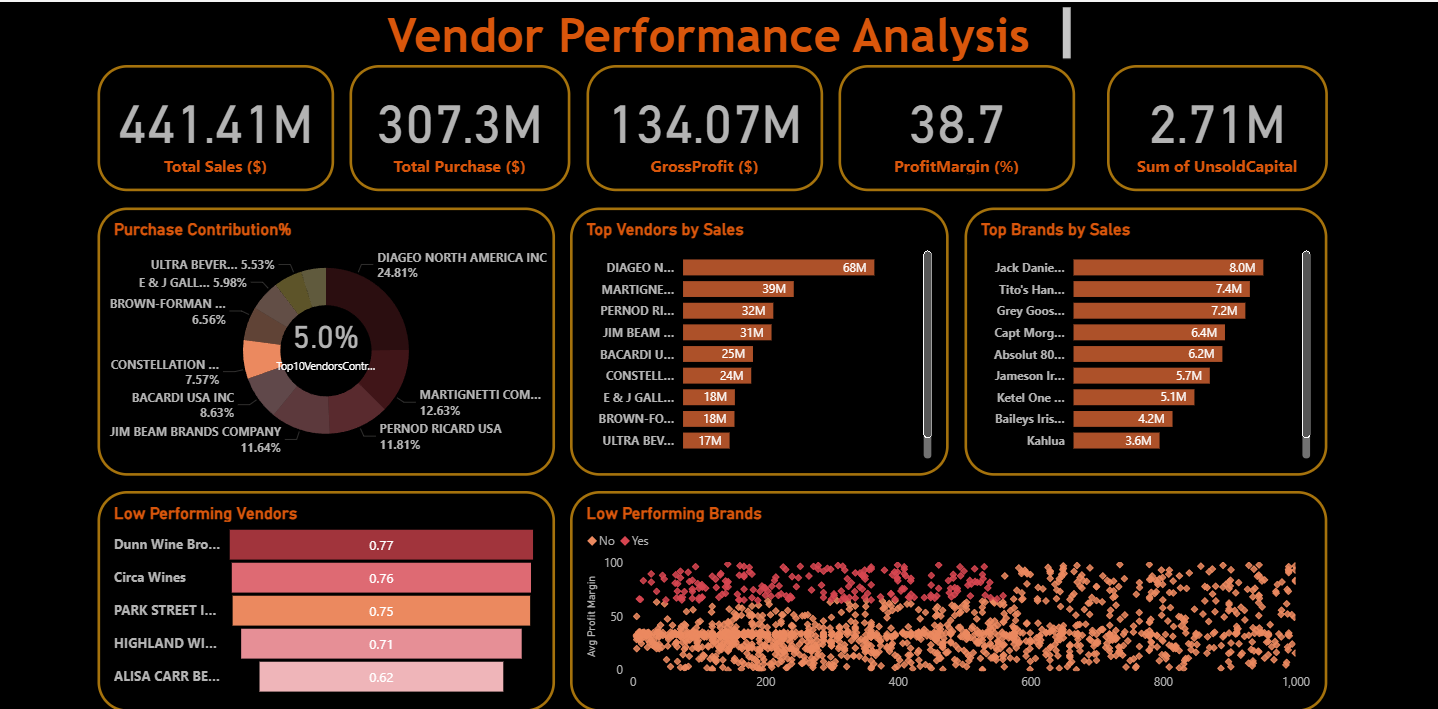 Vendor Performance Analysis
441.41M
Total Sales ($)
307.3M
Total Purchase ($)
134.07M
GrossProfit ($)
38.7
ProfitMargin (%)
2.71M
Sum of UnsoldCapital
Purchase Contribution%
DIAGEO NORTH AMERICA INC
24.81%
MARTIGNETTI COM...
12.63%
PERNOD RICARD USA
11.81%
JIM BEAM BRANDS COMPANY
11.64%
BACARDI USA INC
8.63%
CONSTELLATION ...
7.57%
BROWN-FORMAN ...
6.56%
E & J GALL... 5.98%
ULTRA BEVER... 5.53%
5.0%
Top10VendorsContr...
Top Vendors by Sales
DIAGEO N... 68M
MARTIGNE... 39M
PERNOD RI... 32M
JIM BEAM ... 31M
BACARDI U... 25M
CONSTELL... 24M
E & J GALL... 18M
BROWN-FO... 18M
ULTRA BEV... 17M
Top Brands by Sales
Jack Danie... 8.0M
Tito's Han... 7.4M
Grey Goos... 7.2M
Capt Morg... 6.4M
Absolut 80... 6.2M
Jameson Ir... 5.7M
Ketel One ... 5.1M
Baileys Iris... 4.2M
Kahlua 3.6M
Low Performing Vendors
Dunn Wine Bro... 0.77
Circa Wines 0.76
PARK STREET I... 0.75
HIGHLAND WI... 0.71
ALISA CARR BE... 0.62
Low Performing Brands
No Yes
Avg Profit Margin
100
50
0
0 200 400 600 800 1,000